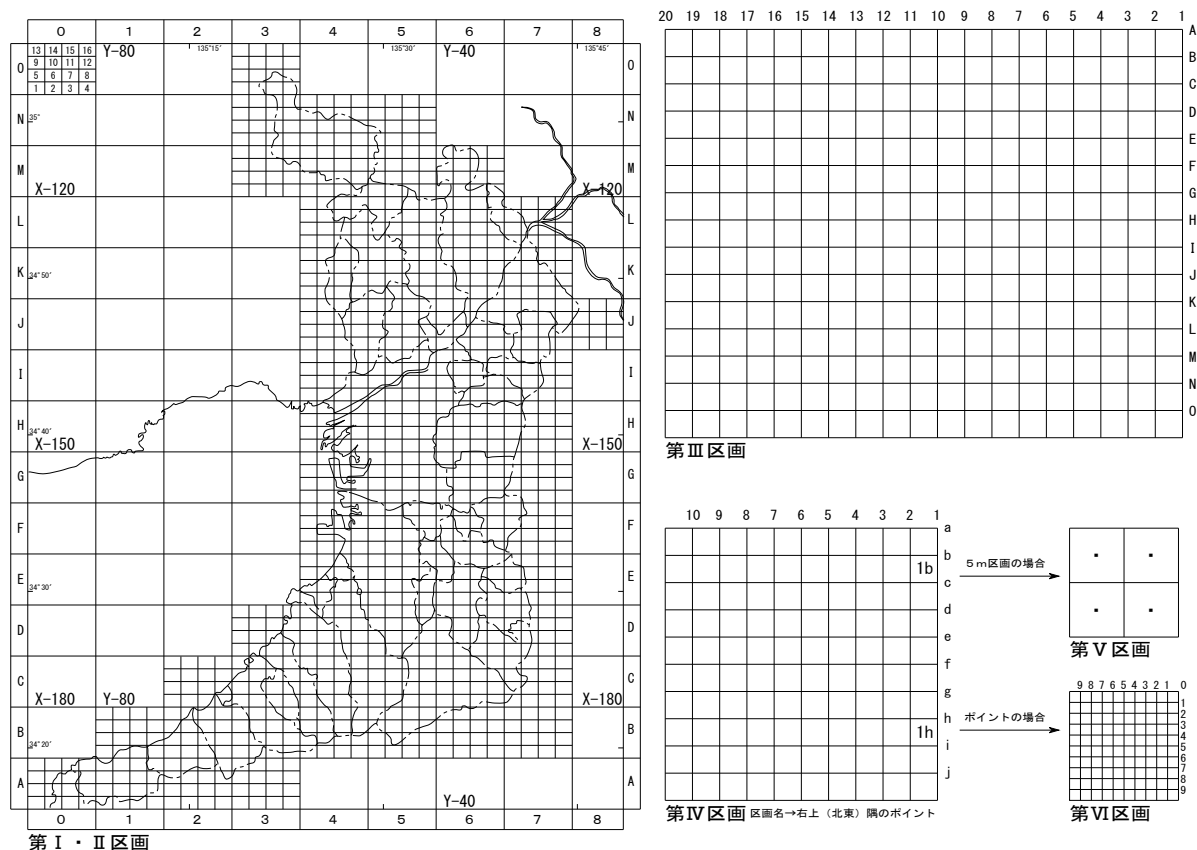 0 1 2 3 4 5 6 7 8
13 14 15 16
9 10 11 12
5 6 7 8
1 2 3 4
Y-80
135°15′
135°30′
Y-40
135°45′
O
N
M
L
K
J
I
H
G
F
E
D
C
B
A
O
N
M
L
K
J
I
H
G
F
E
D
C
B
A
35°
X-120
X-120
34°50′
34°40′
X-150
X-150
34°30′
X-180
Y-80
X-180
34°20′
Y-40
0 1 2 3 4 5 6 7 8
第Ⅰ・Ⅱ区画
20 19 18 17 16 15 14 13 12 11 10 9 8 7 6 5 4 3 2 1
A
B
C
D
E
F
G
H
I
J
K
L
M
N
O
第Ⅲ区画
10 9 8 7 6 5 4 3 2 1
a
b
1b
c
d
e
f
g
h
1h
i
j
第Ⅳ区画 区画名→右上（北東）隅のポイント
5ｍ区画の場合
第Ⅴ区画
ポイントの場合
9 8 7 6 5 4 3 2 1 0
1
2
3
4
5
6
7
8
9
第Ⅵ区画